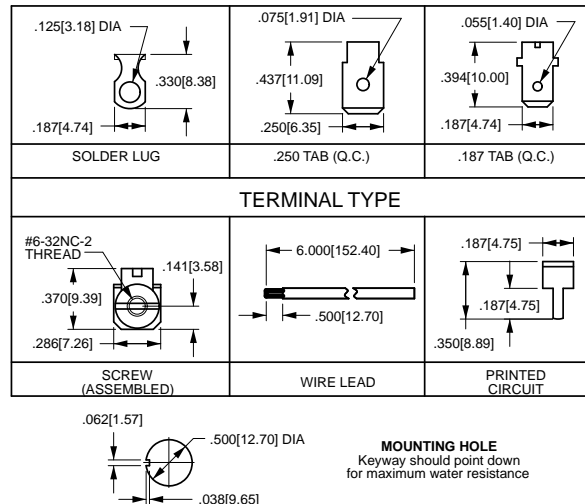 .125[3.18] DIA
.330[8.38]
.187[4.74]
SOLDER LUG
.075[1.91] DIA
.437[11.09]
.250[6.35]
.250 TAB (Q.C.)
.055[1.40] DIA
.394[10.00]
.187[4.74]
.187 TAB (Q.C.)
TERMINAL TYPE
#6-32NC-2
THREAD
.141[3.58]
.370[9.39]
.286[7.26]
SCREW
(ASSEMBLED)
6.000[152.40]
.500[12.70]
WIRE LEAD
.187[4.75]
.187[4.75]
.350[8.89]
PRINTED
CIRCUIT
.062[1.57]
.500[12.70] DIA
.038[9.65]
MOUNTING HOLE
Keyway should point down
for maximum water resistance